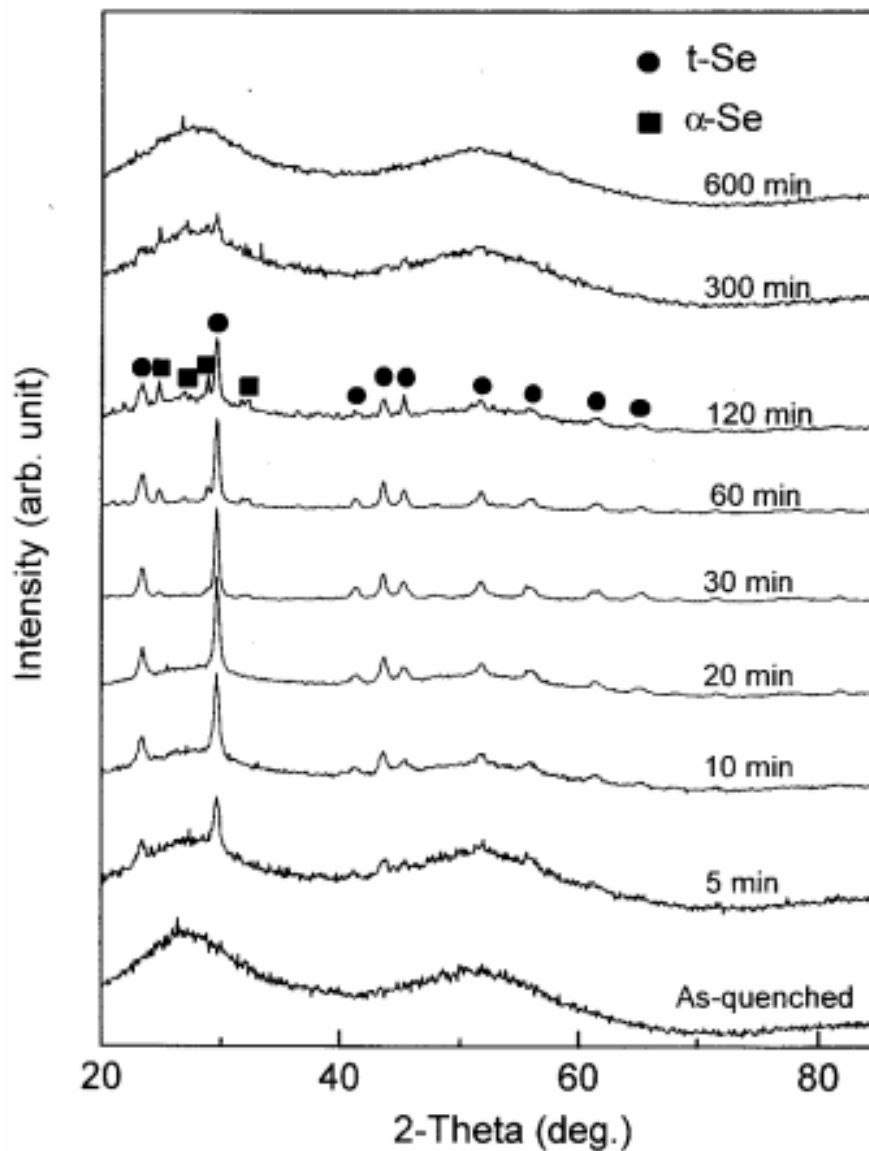 t-Se
α-Se
600 min
300 min
120 min
60 min
30 min
20 min
10 min
5 min
As-quenched
Intensity (arb. unit)
20 40 60 80
2-Theta (deg.)